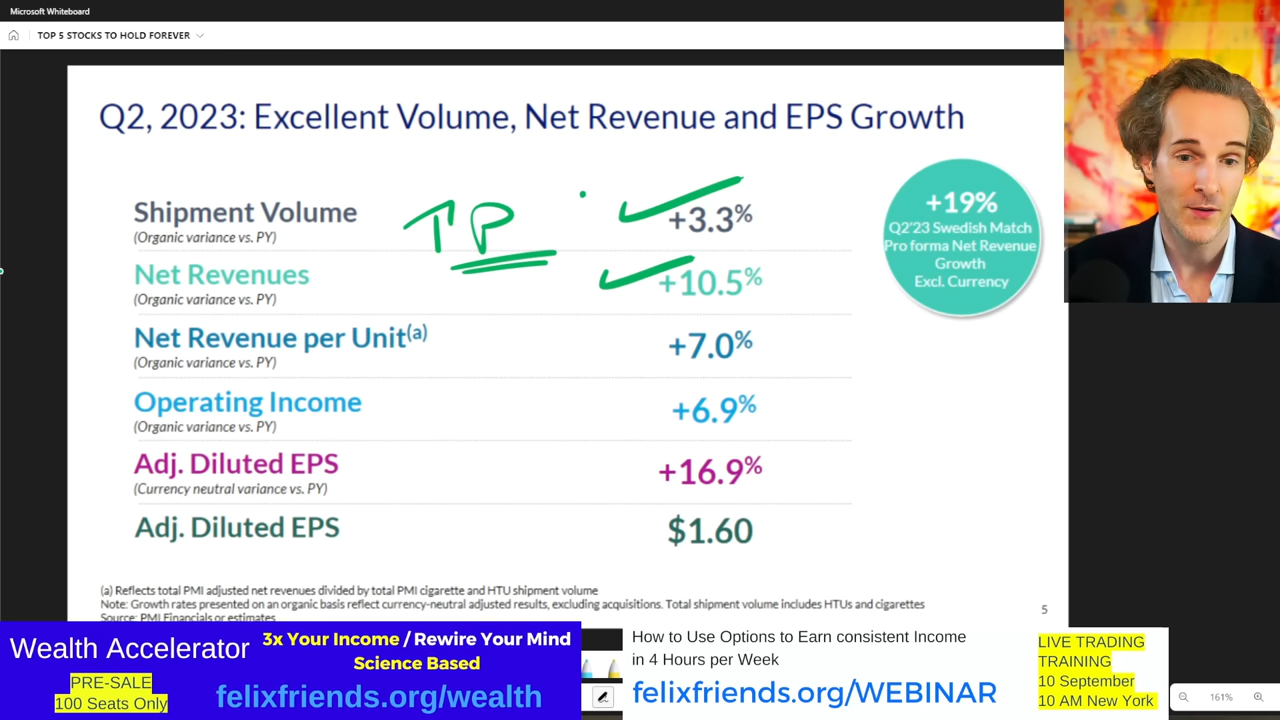 Microsoft Whiteboard
TOP 5 STOCKS TO HOLD FOREVER
Q2, 2023: Excellent Volume, Net Revenue and EPS Growth
Shipment Volume
(Organic variance vs. PY)
TP
+3.3%
Net Revenues
(Organic variance vs. PY)
+10.5%
Net Revenue per Unit(a)
(Organic variance vs. PY)
+7.0%
Operating Income
(Organic variance vs. PY)
+6.9%
Adj. Diluted EPS
(Currency neutral variance vs. PY)
+16.9%
Adj. Diluted EPS
$1.60
+19%
Q2'23 Swedish Match
Pro forma Net Revenue
Growth
Excl. Currency
(a) Reflects total PMI adjusted net revenues divided by total PMI cigarette and HTU shipment volume
Note: Growth rates presented on an organic basis reflect currency-neutral adjusted results, excluding acquisitions. Total shipment volume includes HTUs and cigarettes
Source: PMI Financials or estimates
5
Wealth Accelerator
PRE-SALE
100 Seats Only
3x Your Income / Rewire Your Mind
Science Based
felixfriends.org/wealth
How to Use Options to Earn consistent Income
in 4 Hours per Week
felixfriends.org/WEBINAR
LIVE TRADING
TRAINING
10 September
10 AM New York
161%